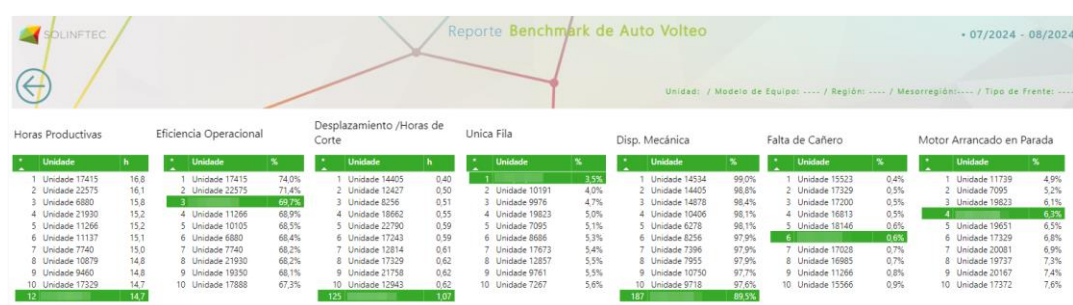 SOLINFTEC
Reporte Benchmark de Auto Volteo
• 07/2024 - 08/2024
Unidad: / Modelo de Equipo: ---- / Región: ---- / Mesorregión:---- / Tipo de Frente: ----
Horas Productivas
* Unidade h
1 Unidade 17415 16,8
2 Unidade 22575 16,1
3 Unidade 6880 15,8
4 Unidade 21930 15,2
5 Unidade 11266 15,2
6 Unidade 11137 15,1
7 Unidade 7740 15,0
8 Unidade 10879 14,8
9 Unidade 9460 14,8
10 Unidade 17329 14,7
12 14,7
Eficiencia Operacional
* Unidade %
1 Unidade 17415 74,0%
2 Unidade 22575 71,4%
3 69,7%
4 Unidade 11266 68,9%
5 Unidade 10105 68,5%
6 Unidade 6880 68,4%
7 Unidade 7740 68,2%
8 Unidade 21930 68,2%
9 Unidade 19350 68,1%
10 Unidade 17888 67,3%
Desplazamiento /Horas de
Corte
* Unidade h
1 Unidade 14405 0,40
2 Unidade 12427 0,50
3 Unidade 8256 0,51
4 Unidade 18662 0,55
5 Unidade 22790 0,59
6 Unidade 17243 0,59
7 Unidade 12814 0,61
8 Unidade 17329 0,62
9 Unidade 21758 0,62
10 Unidade 12943 0,62
125 1,07
Unica Fila
* Unidade %
1 3,5%
2 Unidade 10191 4,0%
3 Unidade 9976 4,7%
4 Unidade 19823 5,0%
5 Unidade 7095 5,1%
6 Unidade 8686 5,3%
7 Unidade 17673 5,4%
8 Unidade 12857 5,5%
9 Unidade 9761 5,5%
10 Unidade 7267 5,6%
Disp. Mecánica
* Unidade %
1 Unidade 14534 99,0%
2 Unidade 14405 98,8%
3 Unidade 14878 98,4%
4 Unidade 10406 98,1%
5 Unidade 6278 98,1%
6 Unidade 8256 97,9%
7 Unidade 7396 97,9%
8 Unidade 7955 97,9%
9 Unidade 10750 97,7%
10 Unidade 9718 97,6%
187 89,5%
Falta de Cañero
* Unidade %
1 Unidade 15523 0,4%
2 Unidade 17329 0,5%
3 Unidade 17200 0,5%
4 Unidade 16813 0,5%
5 Unidade 18146 0,6%
6 0,6%
7 Unidade 17028 0,7%
8 Unidade 16985 0,7%
9 Unidade 11266 0,8%
10 Unidade 15566 0,9%
Motor Arrancado en Parada
* Unidade %
1 Unidade 11739 4,9%
2 Unidade 7095 5,2%
3 Unidade 19823 6,1%
4 6,3%
5 Unidade 19651 6,5%
6 Unidade 17329 6,8%
7 Unidade 20081 6,9%
8 Unidade 19737 7,3%
9 Unidade 20167 7,4%
10 Unidade 17372 7,6%